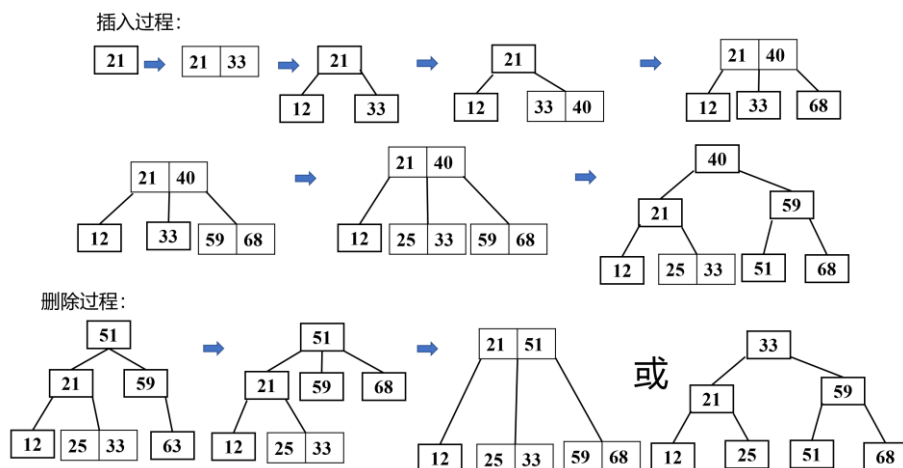 插入过程：
21 21 33 21 21 21 40
12 33 12 33 40 12 33 68
21 40 21 40 40
21 59
12 33 59 68 12 25 33 59 68
12 25 33 51 68
删除过程：
51 51 21 51 或 33
21 59 21 59 68 21 59
12 25 33 63 12 25 33 12 25 33 59 68 12 25 51 68